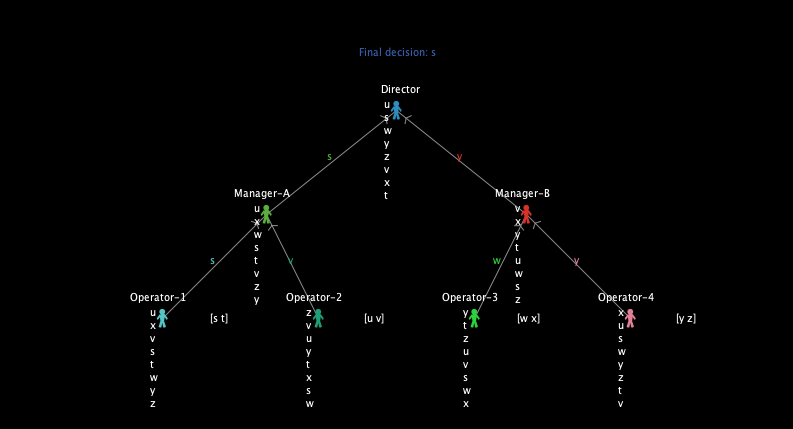 Final decision: s
Director
u
s
w
y
z
v
x
t
s
y
Manager-A
u
x
w
s
t
v
z
y
Manager-B
v
x
y
t
u
w
s
z
s
v
w
y
Operator-1
u
x
v
s
t
w
y
z
[s t]
Operator-2
z
v
u
y
t
x
s
w
[u v]
Operator-3
y
t
z
u
v
s
w
x
[w x]
Operator-4
x
u
s
w
y
z
t
v
[y z]